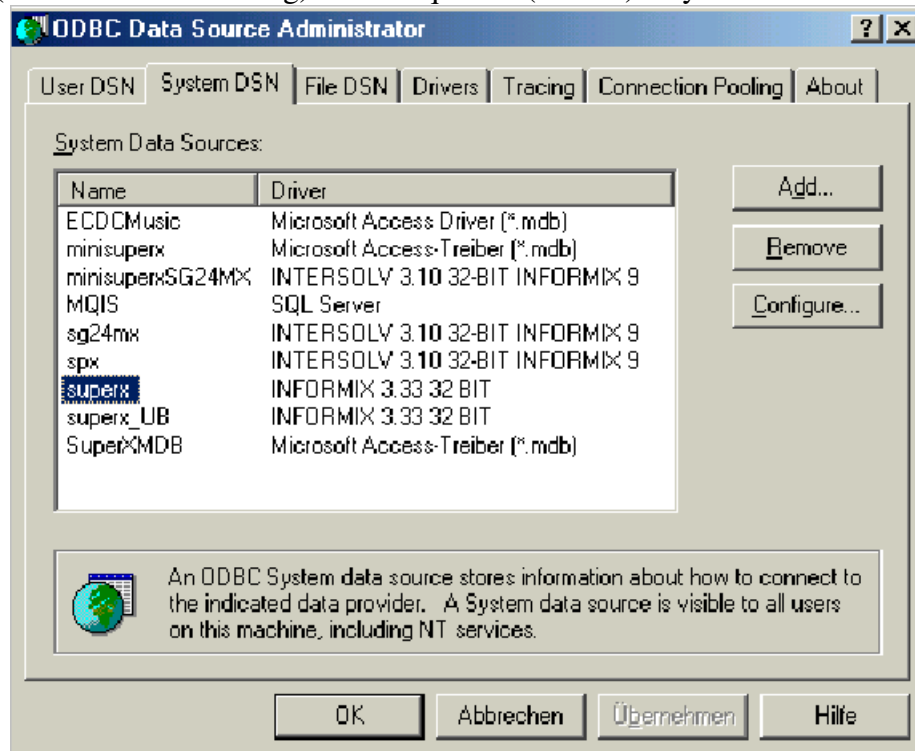 ODBC Data Source Administrator
User DSN System DSN File DSN Drivers Tracing Connection Pooling About
System Data Sources:
Name Driver
ECDCMusic Microsoft Access Driver (*.mdb)
minisuperx Microsoft Access-Treiber (*.mdb)
minisuperxSG24MX INTERSOLV 3.10 32-BIT INFORMIX 9
MQIS SQL Server
sg24mx INTERSOLV 3.10 32-BIT INFORMIX 9
spx INTERSOLV 3.10 32-BIT INFORMIX 9
superx INFORMIX 3.33 32 BIT
superx_UB INFORMIX 3.33 32 BIT
SuperXMDB Microsoft Access-Treiber (*.mdb)
Add...
Remove
Configure...
An ODBC System data source stores information about how to connect to
the indicated data provider. A System data source is visible to all users
on this machine, including NT services.
OK Abbrechen Übernehmen Hilfe